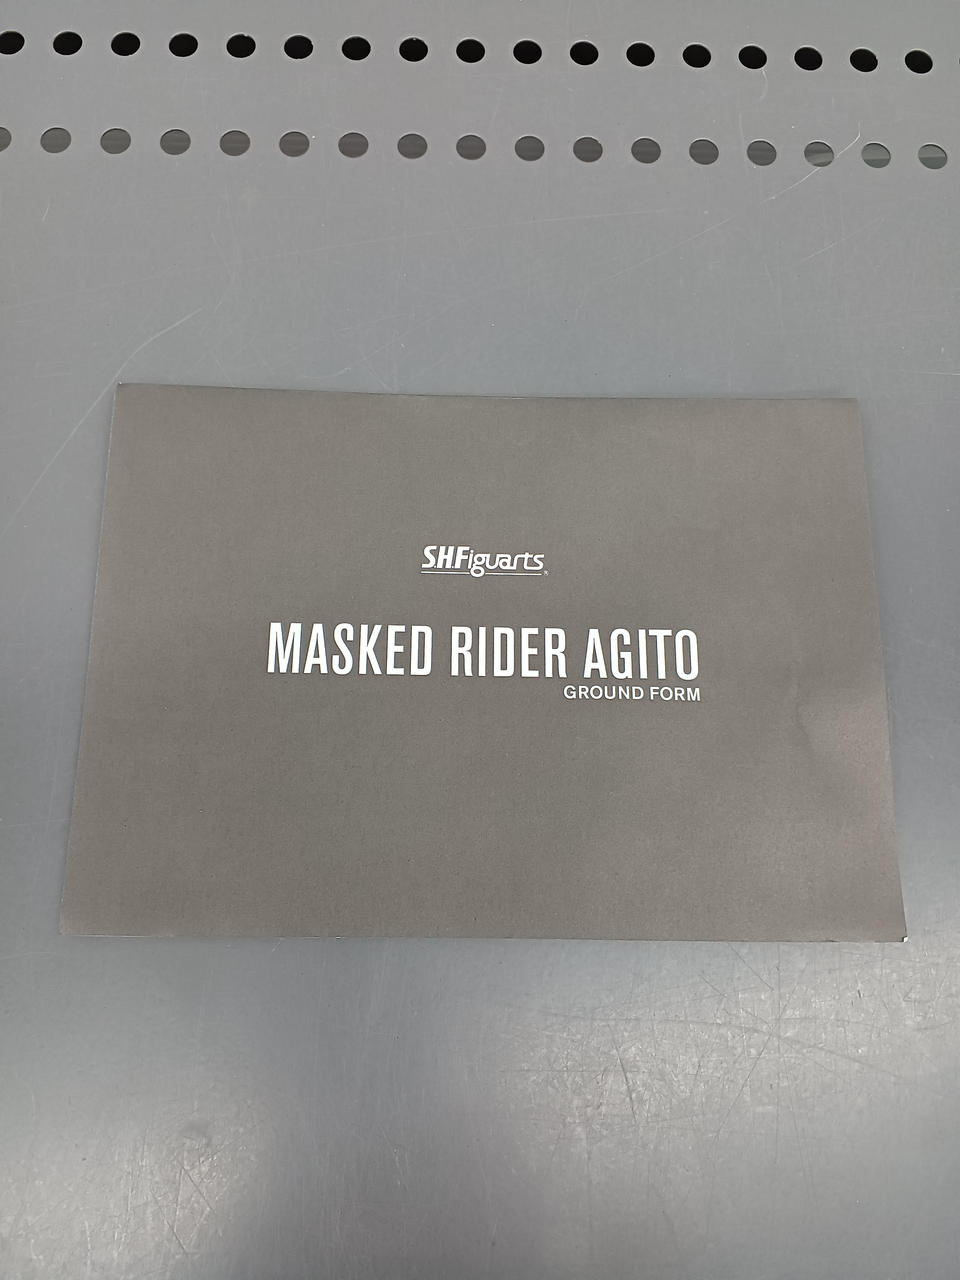 S.H.Figuarts®
MASKED RIDER AGITO
GROUND FORM